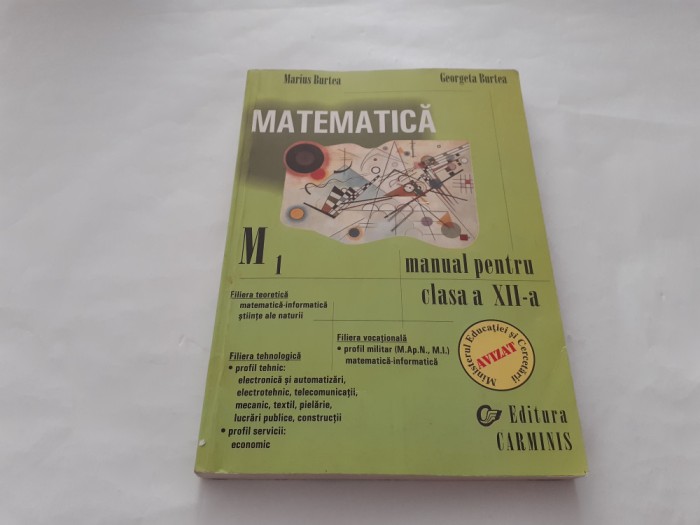 Marius Burtea
Georgeta Burtea
MATEMATICĂ
M 1
manual pentru
clasa a XII-a
Filiera teoretică
matematică-informatică
științe ale naturii
Filiera vocațională
• profil militar (M.Ap.N., M.I.)
matematică-informatică
Filiera tehnologică
• profil tehnic:
electronică și automatizări,
electrotehnic, telecomunicații,
mecanic, textil, pielărie,
lucrări publice, construcții
• profil servicii:
economic
Ministerul Educației și Cercetării
AVIZAT
Editura
CARMINIS